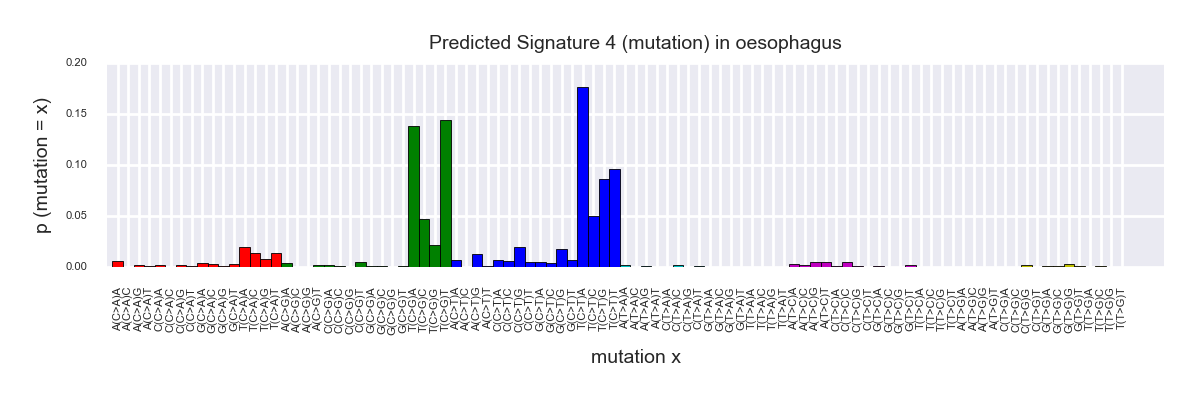 Predicted Signature 4 (mutation) in oesophagus
p (mutation = x)
0.20
0.15
0.10
0.05
0.00
A(C>A)A
A(C>A)C
A(C>A)G
A(C>A)T
C(C>A)A
C(C>A)C
C(C>A)G
C(C>A)T
G(C>A)A
G(C>A)C
G(C>A)G
G(C>A)T
T(C>A)A
T(C>A)C
T(C>A)G
T(C>A)T
A(C>G)A
A(C>G)C
A(C>G)G
A(C>G)T
C(C>G)A
C(C>G)C
C(C>G)G
C(C>G)T
G(C>G)A
G(C>G)C
G(C>G)G
G(C>G)T
T(C>G)A
T(C>G)C
T(C>G)G
T(C>G)T
A(C>T)A
A(C>T)C
A(C>T)G
A(C>T)T
C(C>T)A
C(C>T)C
C(C>T)G
C(C>T)T
G(C>T)A
G(C>T)C
G(C>T)G
G(C>T)T
T(C>T)A
T(C>T)C
T(C>T)G
T(C>T)T
A(T>A)A
A(T>A)C
A(T>A)G
A(T>A)T
C(T>A)A
C(T>A)C
C(T>A)G
C(T>A)T
G(T>A)A
G(T>A)C
G(T>A)G
G(T>A)T
T(T>A)A
T(T>A)C
T(T>A)G
T(T>A)T
A(T>C)A
A(T>C)C
A(T>C)G
A(T>C)T
C(T>C)A
C(T>C)C
C(T>C)G
C(T>C)T
G(T>C)A
G(T>C)C
G(T>C)G
G(T>C)T
T(T>C)A
T(T>C)C
T(T>C)G
T(T>C)T
A(T>G)A
A(T>G)C
A(T>G)G
A(T>G)T
C(T>G)A
C(T>G)C
C(T>G)G
C(T>G)T
G(T>G)A
G(T>G)C
G(T>G)G
G(T>G)T
T(T>G)A
T(T>G)C
T(T>G)G
T(T>G)T
mutation x